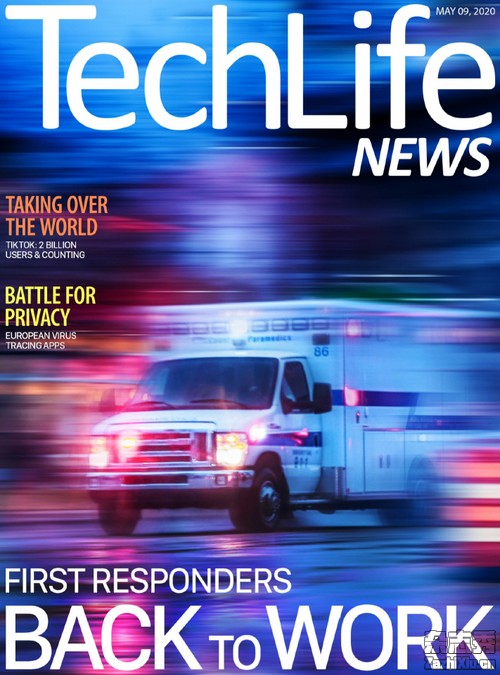 MAY 09, 2020
TechLife
NEWS
TAKING OVER
THE WORLD
TIKTOK: 2 BILLION
USERS & COUNTING
BATTLE FOR
PRIVACY
EUROPEAN VIRUS
TRACING APPS
Paramedics
86
FIRST RESPONDERS
BACK TO WORK